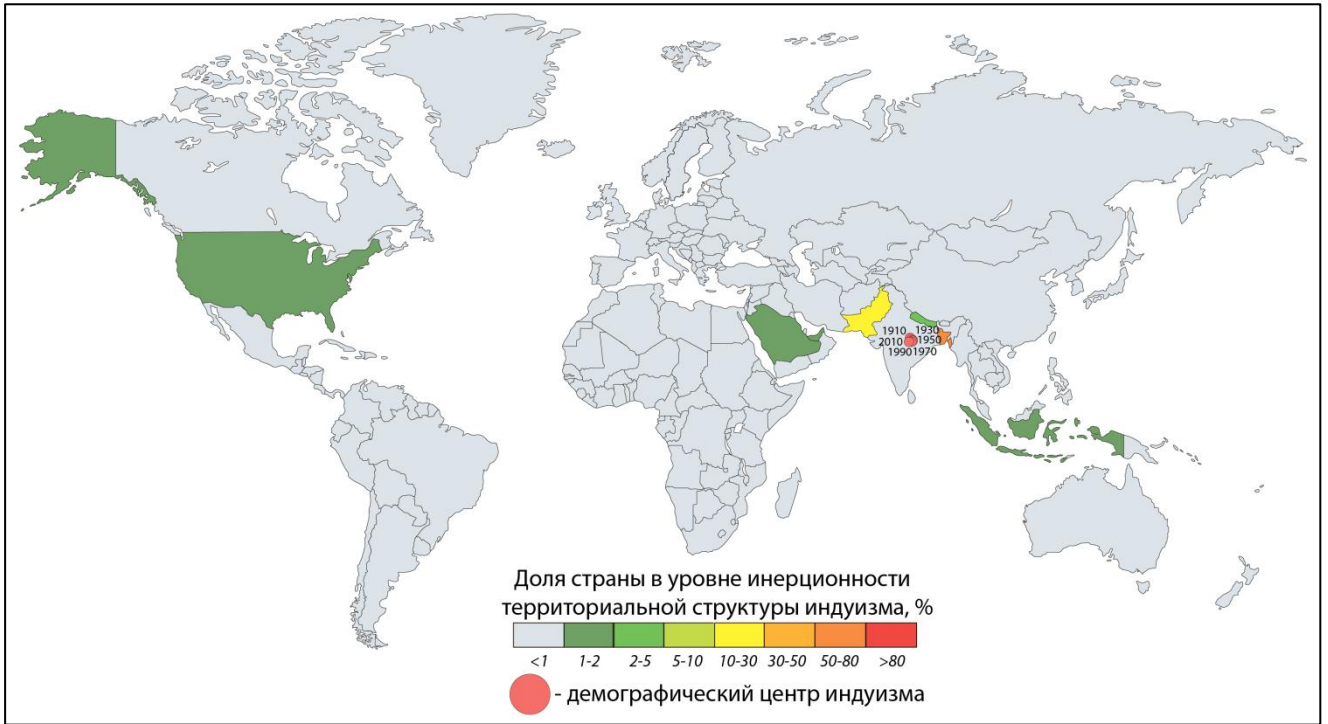 1910 1930
2010 1950
1990 1970
Доля страны в уровне инерционности
территориальной структуры индуизма, %
<1 1-2 2-5 5-10 10-30 30-50 50-80 >80
- демографический центр индуизма